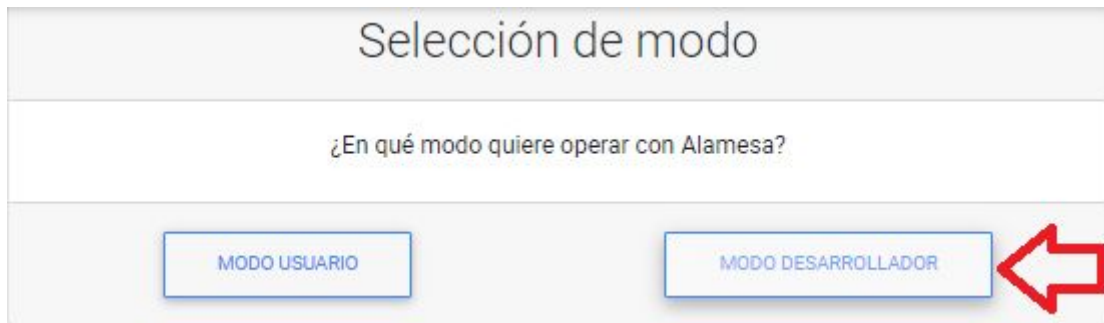 Selección de modo
¿En qué modo quiere operar con Alamesa?
MODO USUARIO
MODO DESARROLLADOR